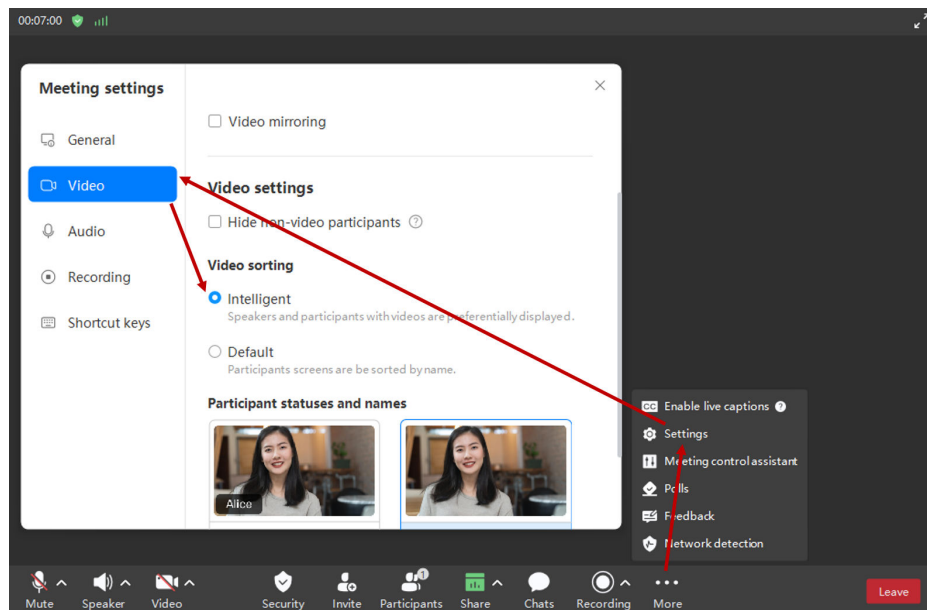 00:07:00
Meeting settings
General
Video
Audio
Recording
Shortcut keys
Video mirroring
Video settings
Hide non-video participants
Video sorting
Intelligent
Speakers and participants with videos are preferentially displayed.
Default
Participants screens are be sorted by name.
Participant statuses and names
Alice
CC Enable live captions
Settings
Meeting control assistant
Polls
Feedback
Network detection
1
Mute Speaker Video Security Invite Participants Share Chats Recording More Leave